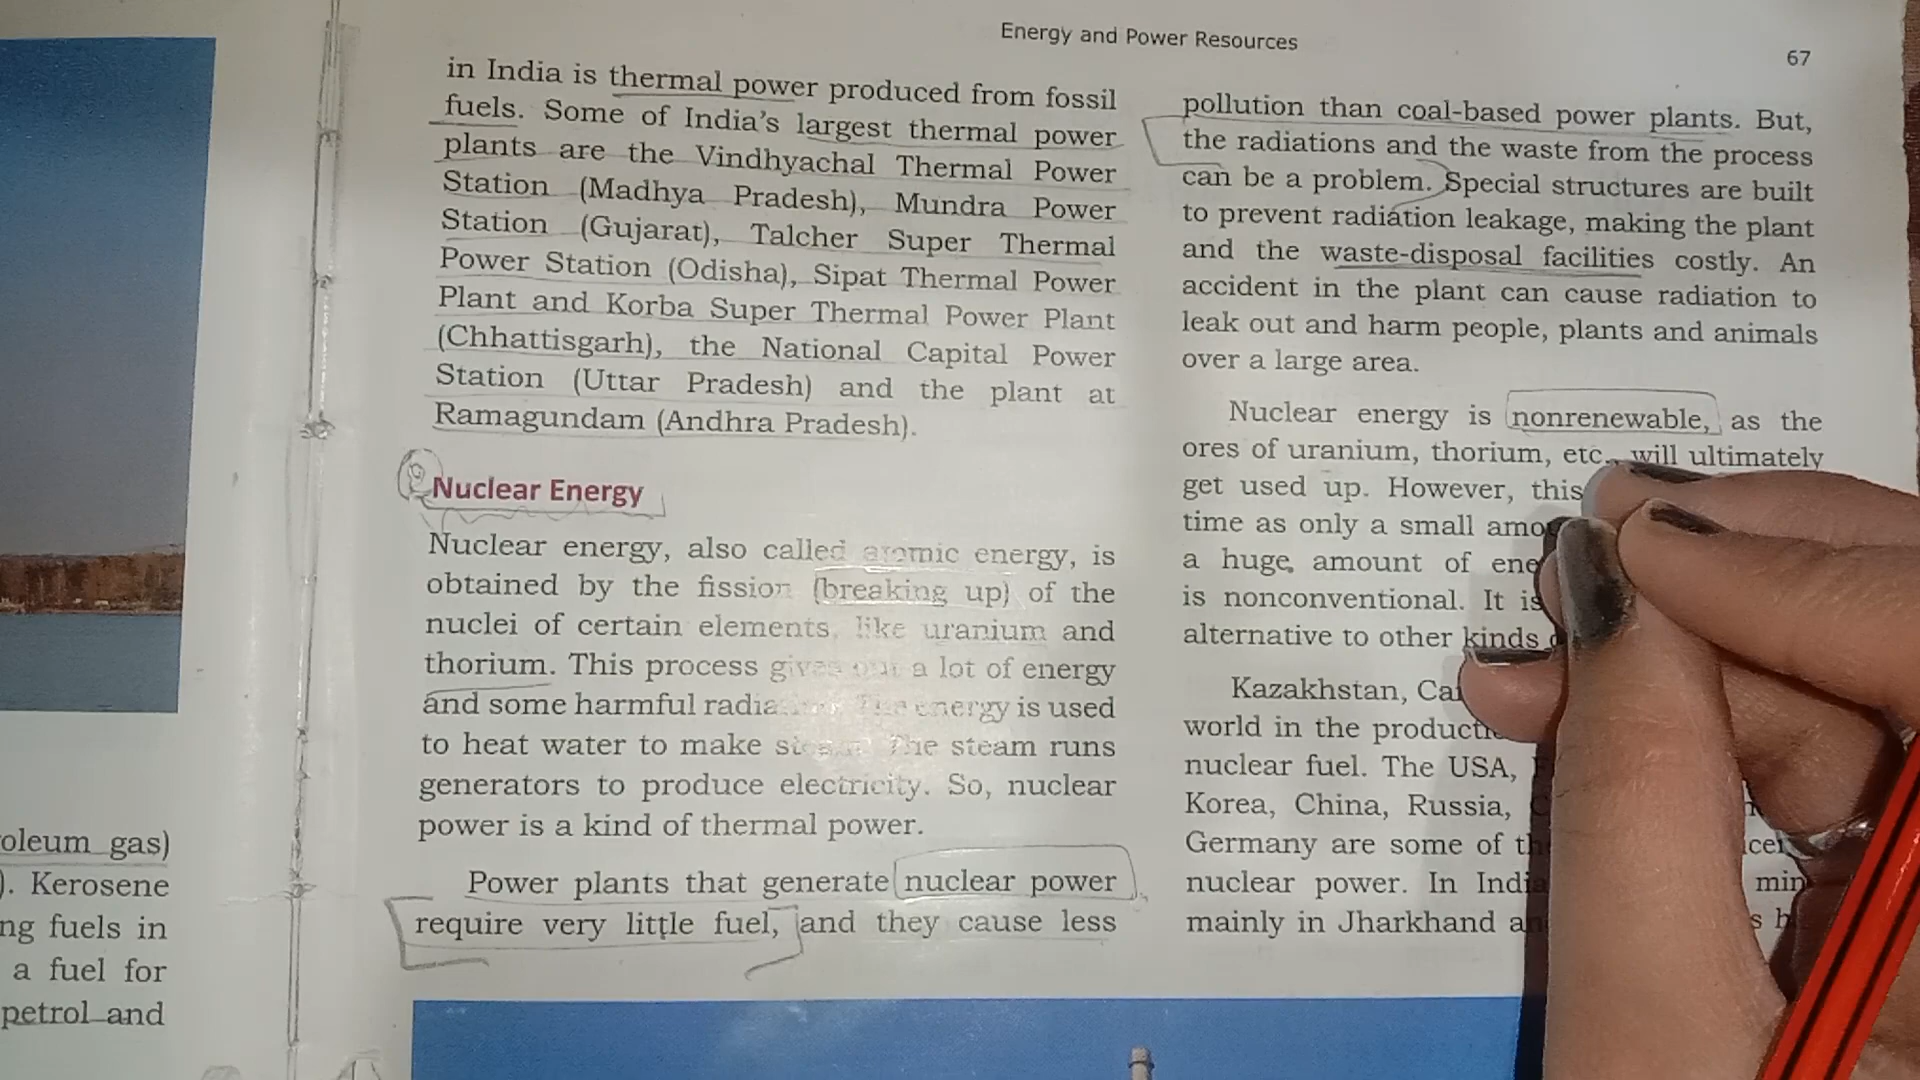 Energy and Power Resources
67
oleum gas)
). Kerosene
ng fuels in
a fuel for
petrol and
in India is thermal power produced from fossil
fuels. Some of India's largest thermal power
plants are the Vindhyachal Thermal Power
Station (Madhya Pradesh), Mundra Power
Station (Gujarat), Talcher Super Thermal
Power Station (Odisha), Sipat Thermal Power
Plant and Korba Super Thermal Power Plant
(Chhattisgarh), the National Capital Power
Station (Uttar Pradesh) and the plant at
Ramagundam (Andhra Pradesh).
Nuclear Energy
Nuclear energy, also called atomic energy, is
obtained by the fission (breaking up) of the
nuclei of certain elements, like uranium and
thorium. This process gives out a lot of energy
and some harmful The energy is used
to heat water to make steam. The steam runs
generators to produce electricity. So, nuclear
power is a kind of thermal power.
Power plants that generate nuclear power
require very little fuel, and they cause less
pollution than coal-based power plants. But,
the radiations and the waste from the process
can be a problem. Special structures are built
to prevent radiation leakage, making the plant
and the waste-disposal facilities costly. An
accident in the plant can cause radiation to
leak out and harm people, plants and animals
over a large area.
Nuclear energy is nonrenewable, as the
ores of uranium, thorium, etc., will ultimately
get used up. However, this
time as only a small
a huge amount of
is nonconventional. It is
alternative to other kinds
Kazakhstan,
world in the
nuclear fuel. The USA,
Korea, China, Russia,
Germany are some of
nuclear power. In
mainly in Jharkhand